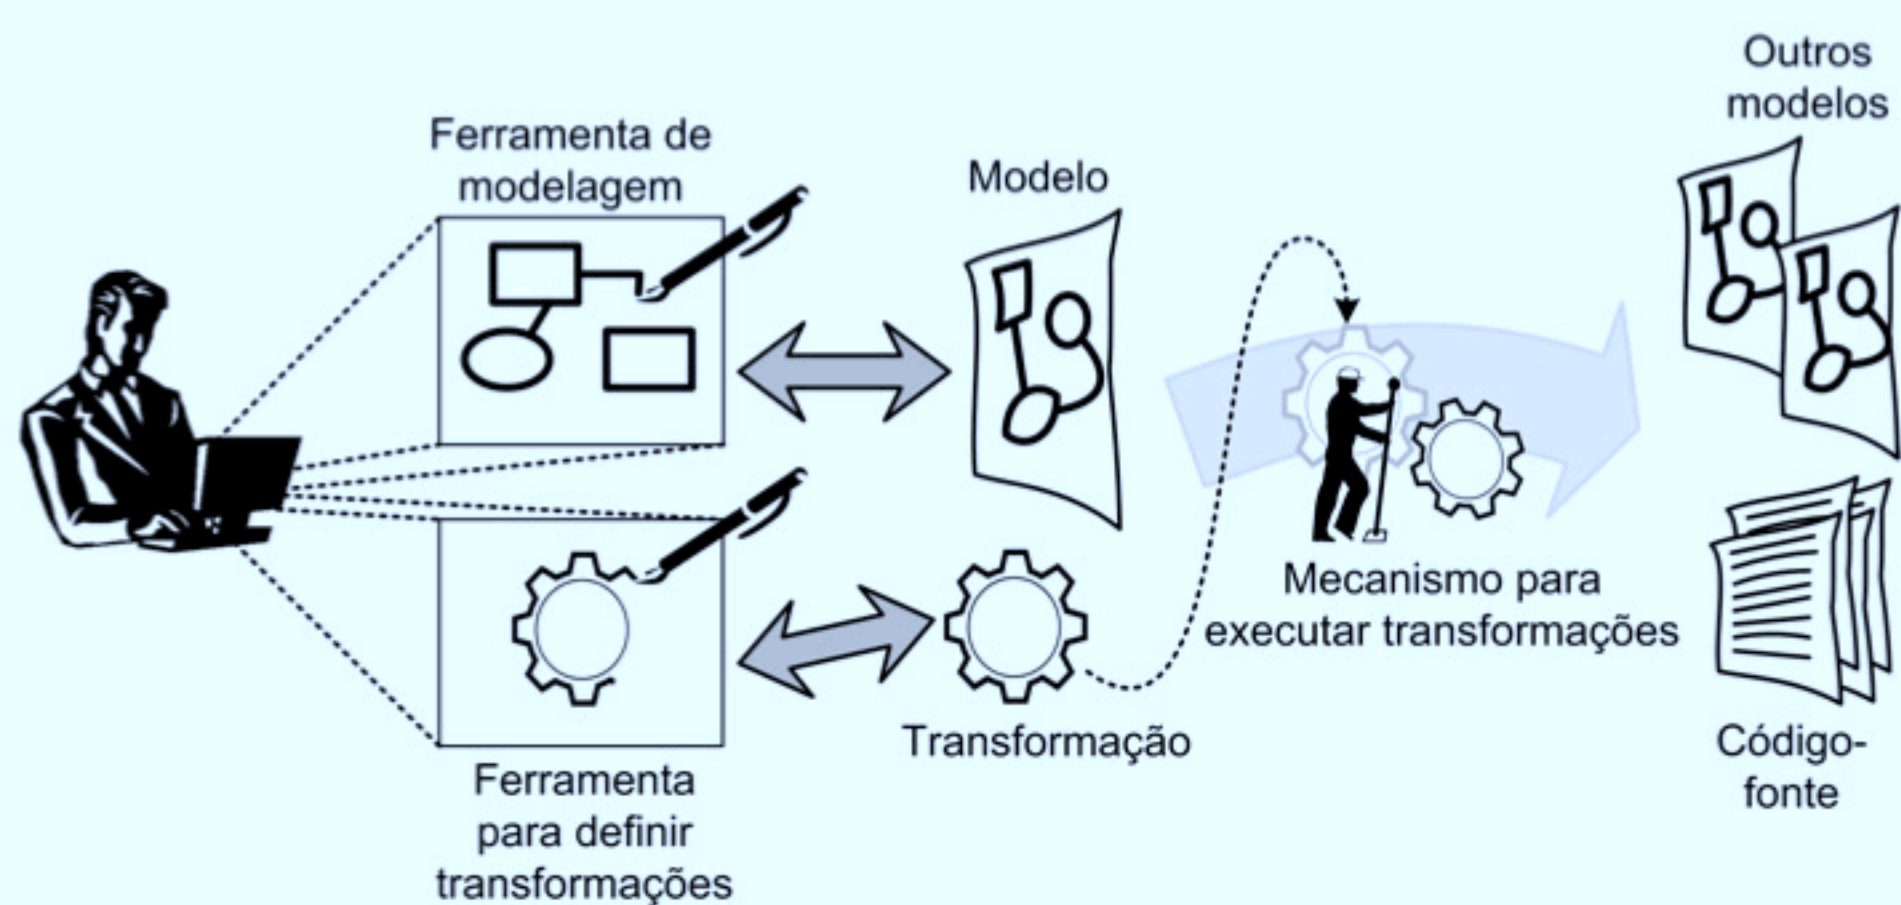 Ferramenta de
modelagem
Modelo
Outros
modelos
Mecanismo para
executar transformações
Transformação
Ferramenta
para definir
transformações
Código-
fonte